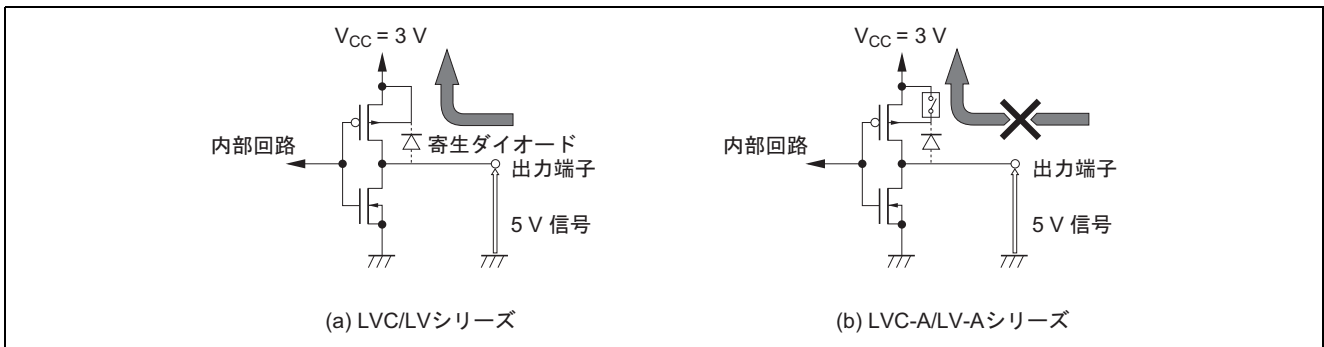 V_CC = 3 V
内部回路
寄生ダイオード
出力端子
5 V 信号
(a) LVC/LVシリーズ
V_CC = 3 V
内部回路
出力端子
5 V 信号
(b) LVC-A/LV-Aシリーズ